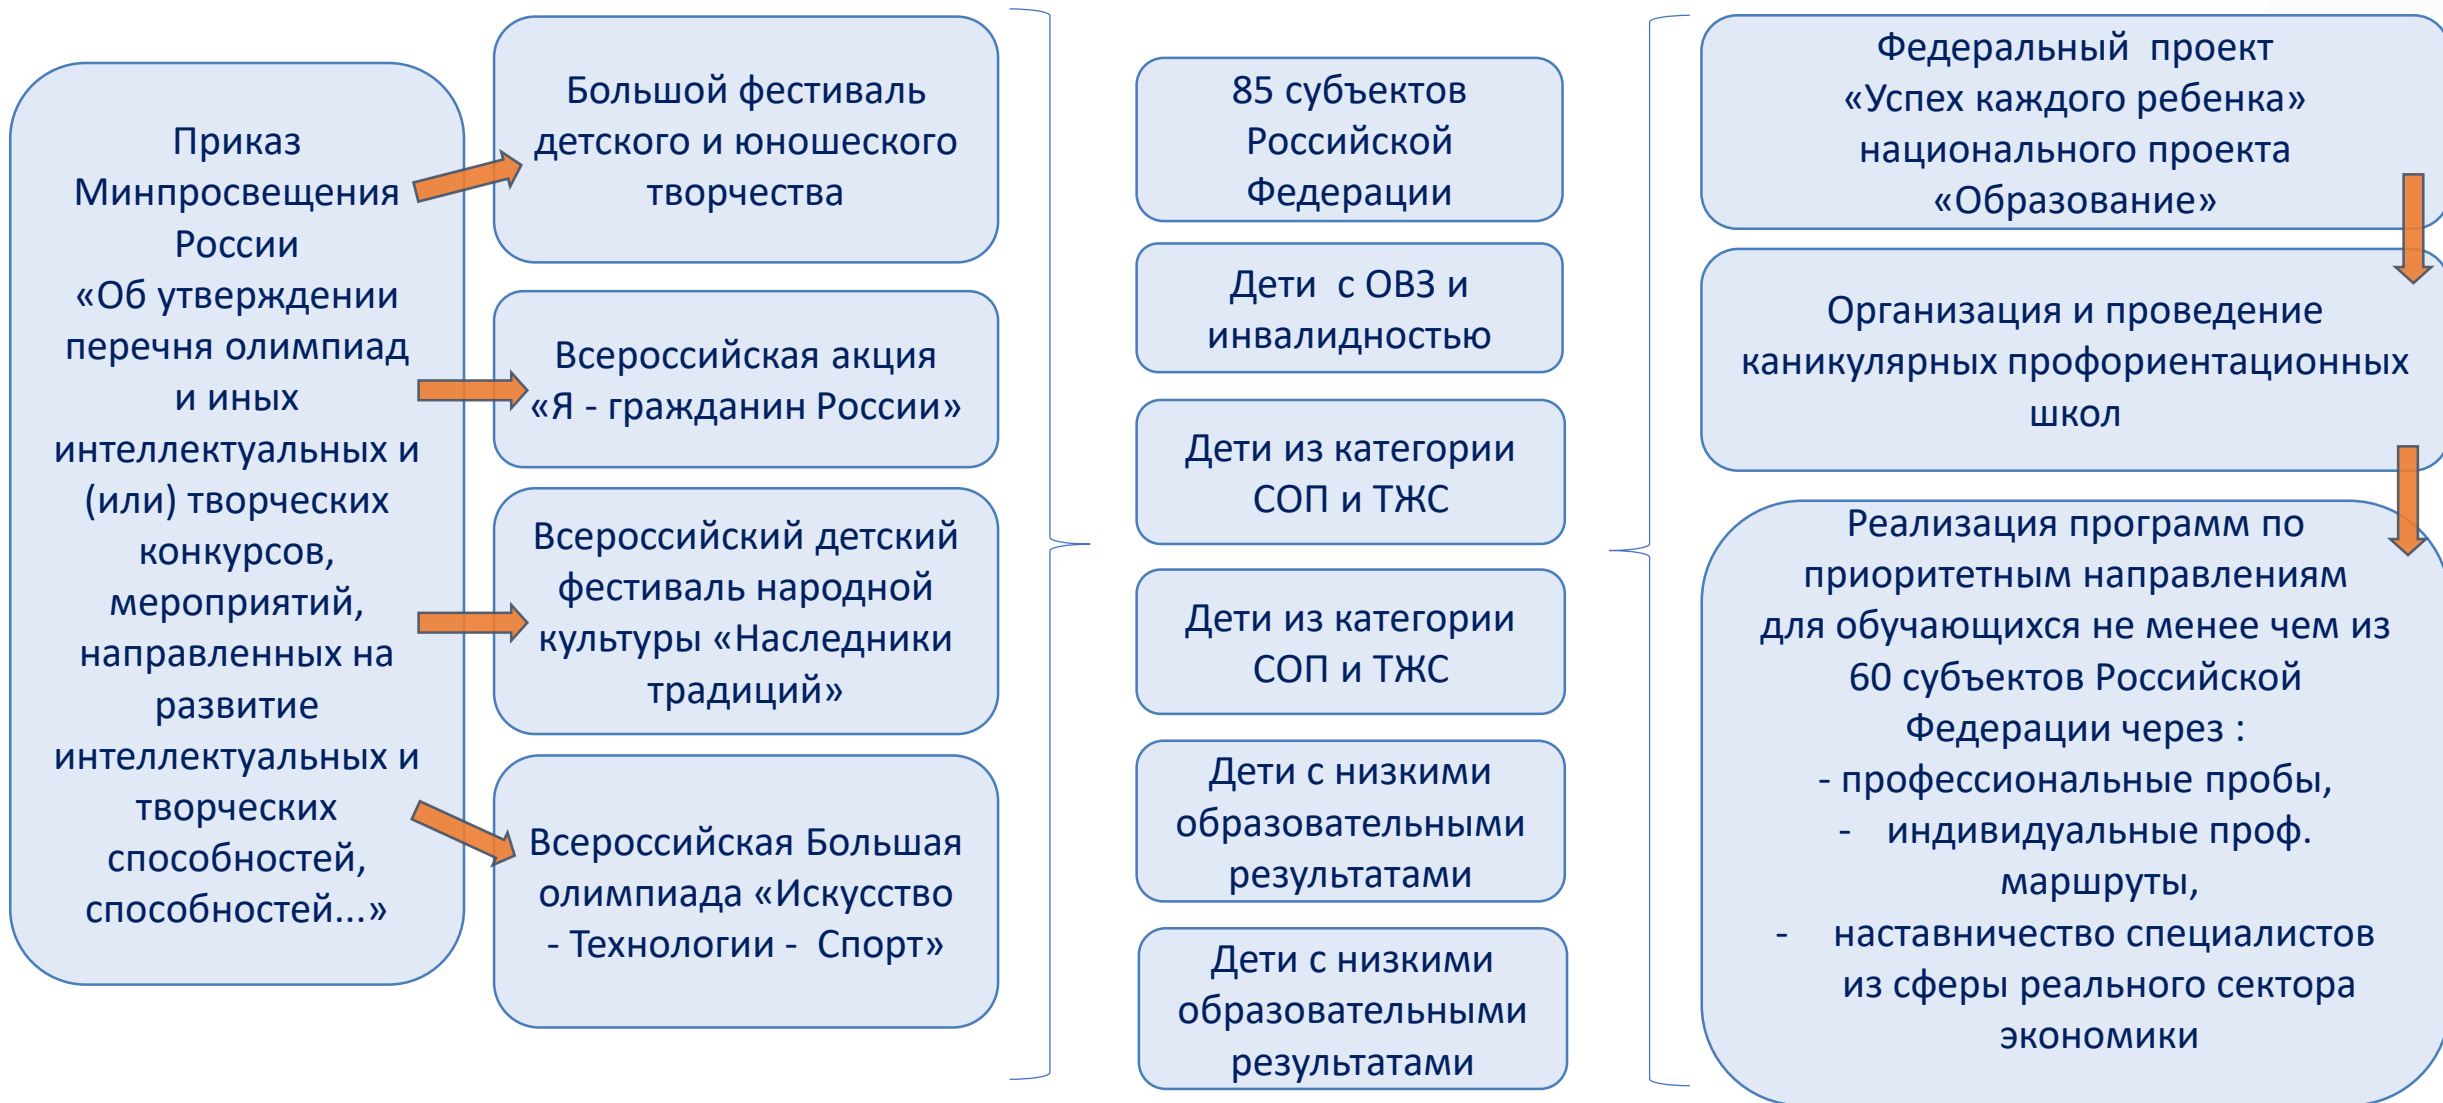 Приказ
Минпросвещения
России
«Об утверждении
перечня олимпиад
и иных
интеллектуальных и
(или) творческих
конкурсов,
мероприятий,
направленных на
развитие
интеллектуальных и
творческих
способностей,
способностей...»
Большой фестиваль
детского и юношеского
творчества
Всероссийская акция
«Я - гражданин России»
Всероссийский детский
фестиваль народной
культуры «Наследники
традиций»
Всероссийская Большая
олимпиада «Искусство
- Технологии - Спорт»
85 субъектов
Российской
Федерации
Дети с ОВЗ и
инвалидностью
Дети из категории
СОП и ТЖС
Дети из категории
СОП и ТЖС
Дети с низкими
образовательными
результатами
Дети с низкими
образовательными
результатами
Федеральный проект
«Успех каждого ребенка»
национального проекта
«Образование»
Организация и проведение
каникулярных профориентационных
школ
Реализация программ по
приоритетным направлениям
для обучающихся не менее чем из
60 субъектов Российской
Федерации через :
- профессиональные пробы,
- индивидуальные проф.
маршруты,
- наставничество специалистов
из сферы реального сектора
экономики